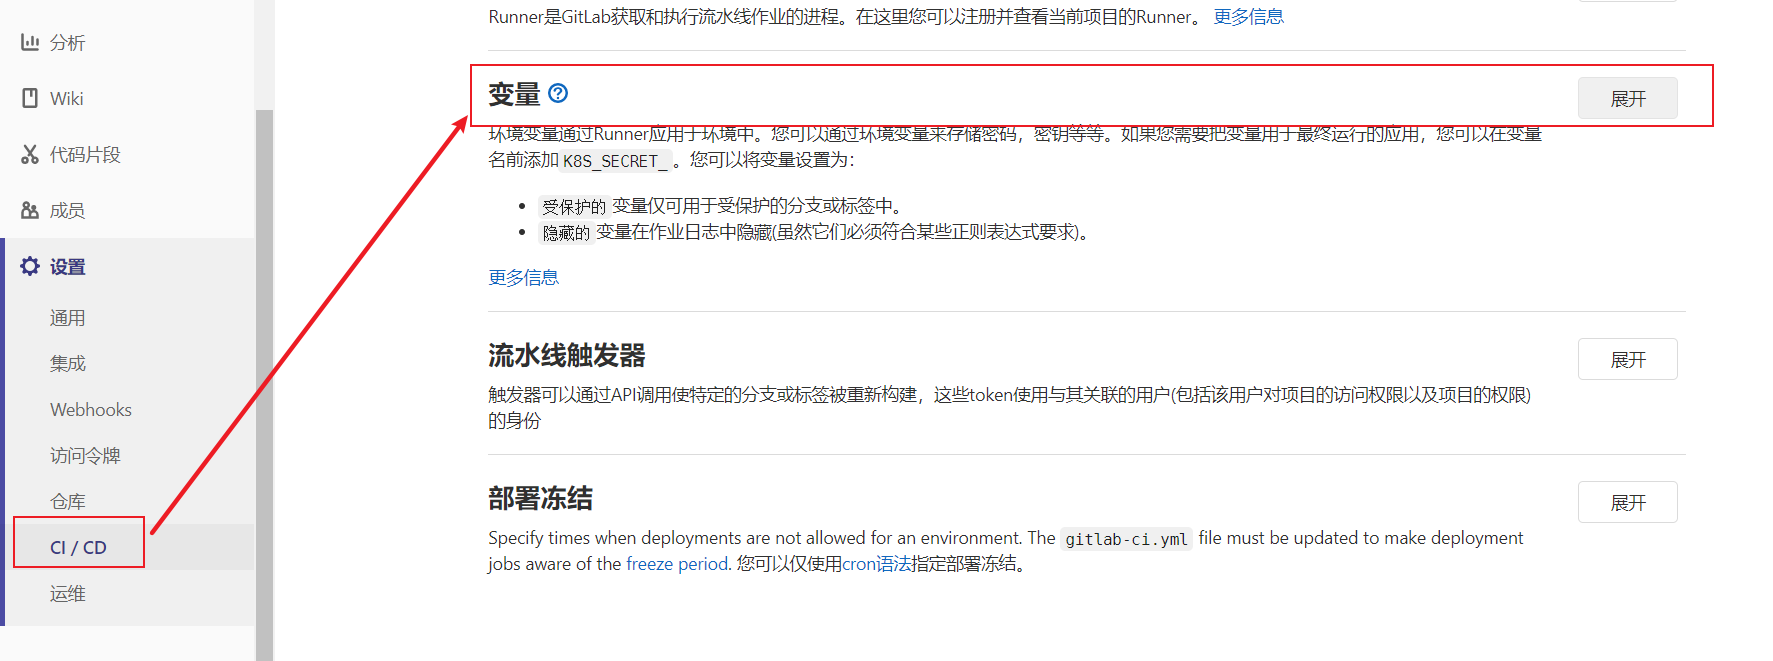 分析
Wiki
代码片段
成员
设置
通用
集成
Webhooks
访问令牌
仓库
CI / CD
运维
Runner是GitLab获取和执行流水线作业的进程。在这里您可以注册并查看当前项目的Runner。 更多信息
变量
展开
环境变量通过Runner应用于环境中。您可以通过环境变量来存储密码，密钥等等。如果您需要把变量用于最终运行的应用，您可以在变量
名前添加 K8S_SECRET_ 。您可以将变量设置为：
• 受保护的 变量仅可用于受保护的分支或标签中。
• 隐藏的 变量在作业日志中隐藏(虽然它们必须符合某些正则表达式要求)。
更多信息
流水线触发器
展开
触发器可以通过API调用使特定的分支或标签被重新构建，这些token使用与其关联的用户(包括该用户对项目的访问权限以及项目的权限)
的身份
部署冻结
展开
Specify times when deployments are not allowed for an environment. The gitlab-ci.yml file must be updated to make deployment
jobs aware of the freeze period. 您可以仅使用cron语法指定部署冻结。